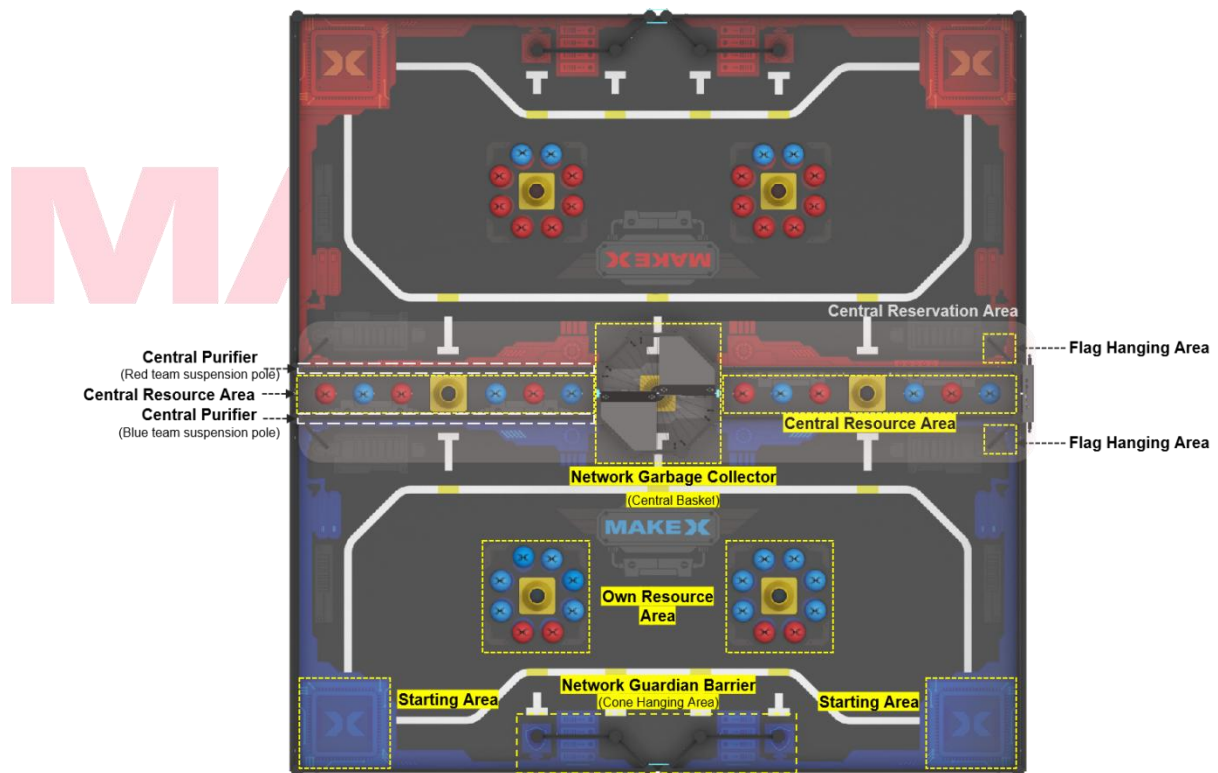 MA
MAKEX
Central Reservation Area
Central Purifier
(Red team suspension pole)
Central Resource Area
Central Purifier
(Blue team suspension pole)
Flag Hanging Area
Central Resource Area
Flag Hanging Area
Network Garbage Collector
(Central Basket)
MAKEX
Own Resource
Area
Starting Area
Network Guardian Barrier
(Cone Hanging Area)
Starting Area